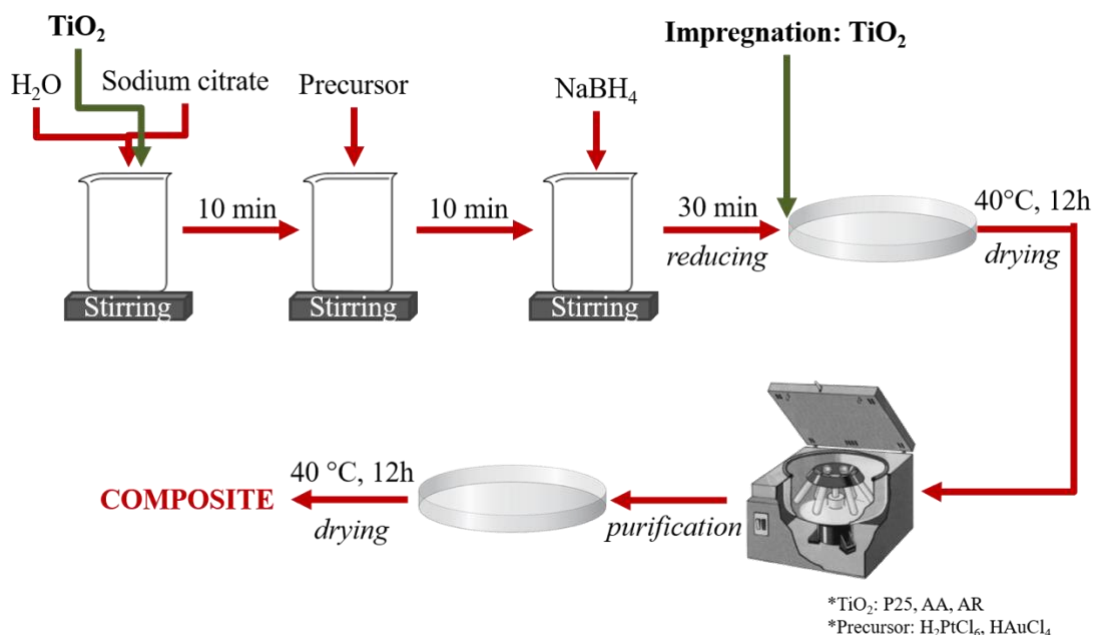 TiO₂
Impregnation: TiO₂
H₂O
Sodium citrate
Precursor
NaBH₄
10 min
10 min
30 min
reducing
40°C, 12h
drying
Stirring
Stirring
Stirring
40 °C, 12h
COMPOSITE
drying
purification
*TiO₂: P25, AA, AR
*Precursor: H₂PtCl₆, HAuCl₄